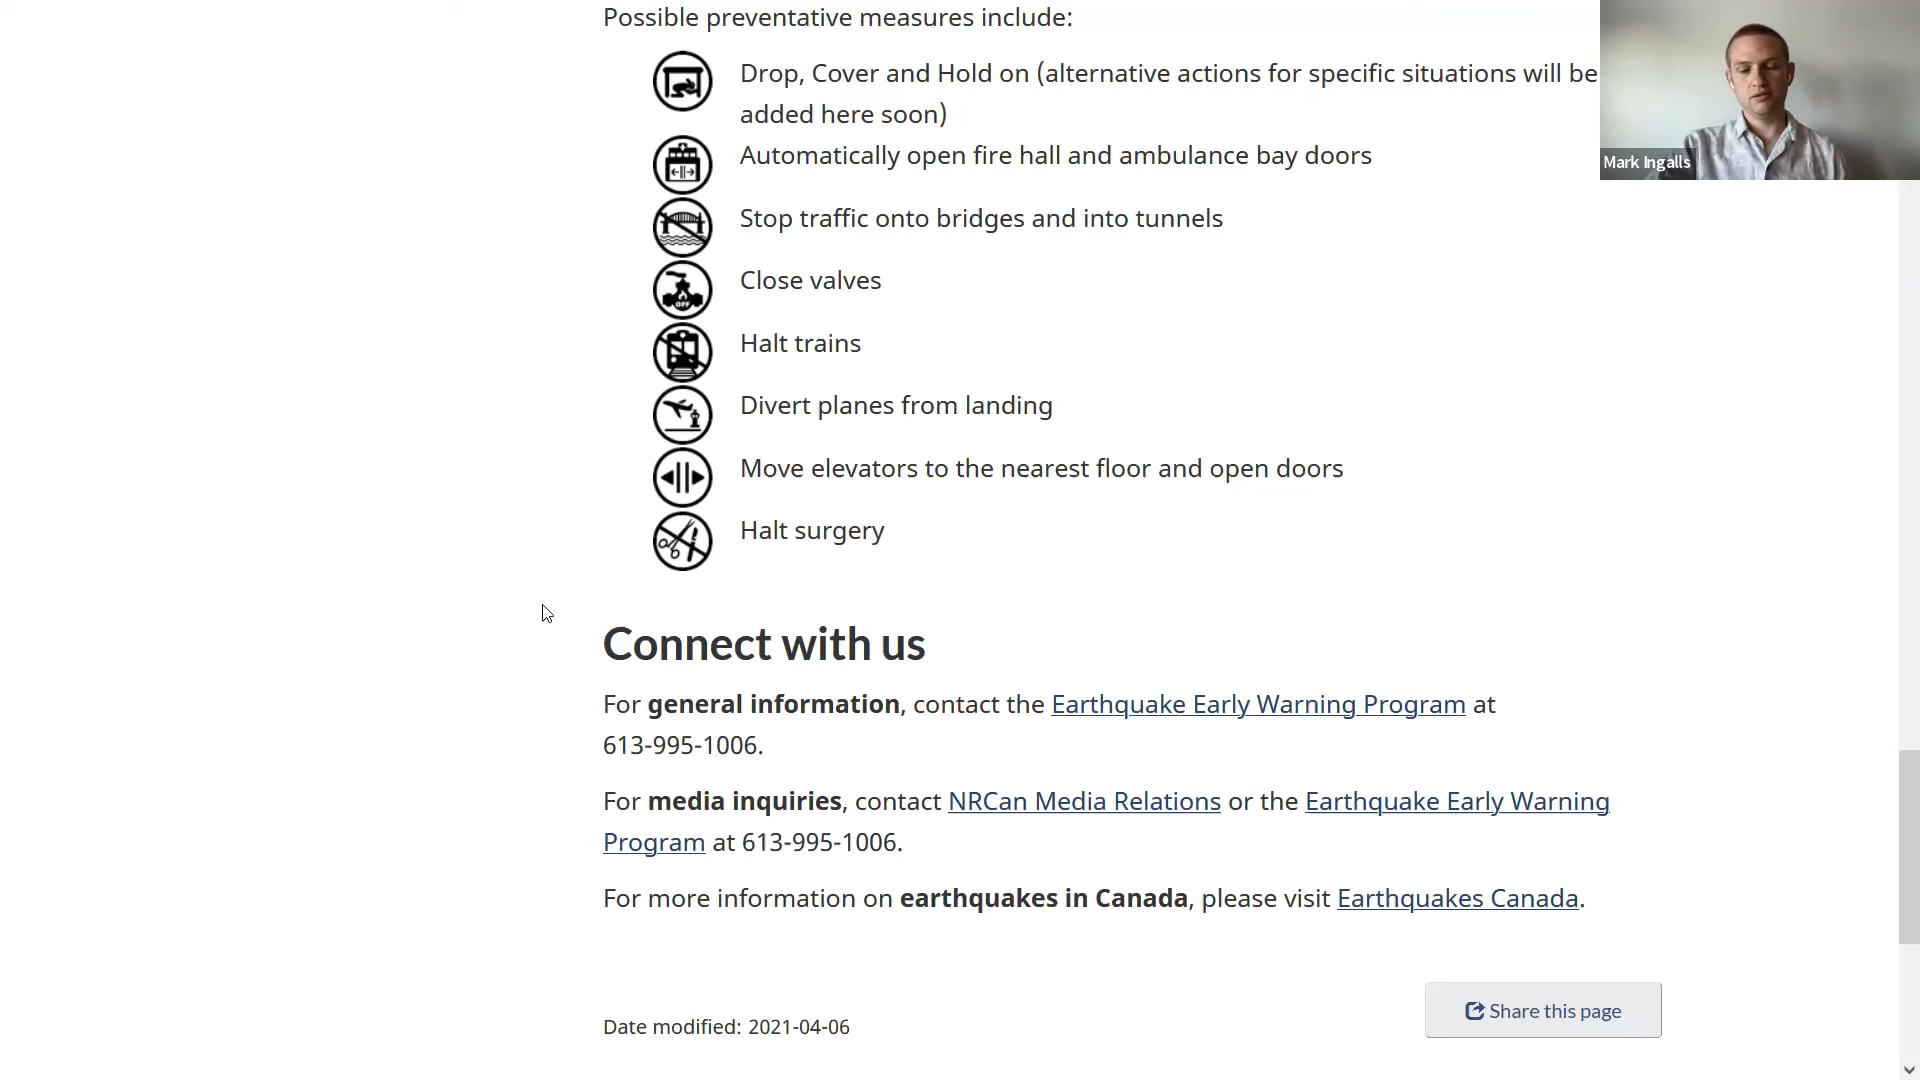 Possible preventative measures include:
Drop, Cover and Hold on (alternative actions for specific situations will be
added here soon)
Automatically open fire hall and ambulance bay doors
Stop traffic onto bridges and into tunnels
Close valves
OFF
Halt trains
Divert planes from landing
Move elevators to the nearest floor and open doors
Halt surgery
Mark Ingalls
Connect with us
For general information, contact the Earthquake Early Warning Program at
613-995-1006.
For media inquiries, contact NRCan Media Relations or the Earthquake Early Warning
Program at 613-995-1006.
For more information on earthquakes in Canada, please visit Earthquakes Canada.
Share this page
Date modified: 2021-04-06